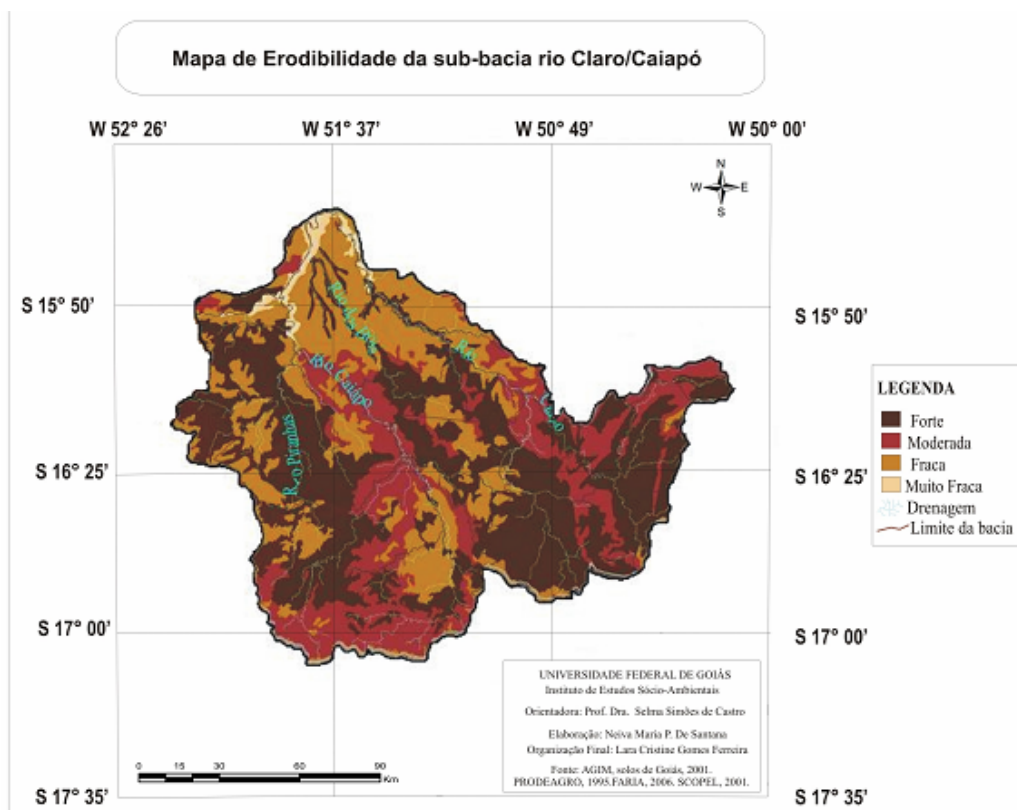 Mapa de Erodibilidade da sub-bacia rio Claro/Caiapó
W 52° 26’ W 51° 37’ W 50° 49’ W 50° 00’
N
W E
S
S 15° 50’ S 15° 50’
Rio
Rio Caiapó
Claro
Rio Piranhas
S 16° 25’ S 16° 25’
LEGENDA
Forte
Moderada
Fraca
Muito Fraca
Drenagem
Limite da bacia
S 17° 00’ S 17° 00’
UNIVERSIDADE FEDERAL DE GOIÁS
Instituto de Estudos Sócio-Ambientais
Orientadora: Prof. Dra. Selma Simões de Castro
Elaboração: Neiva Maria P. De Santana
Organização Final: Lara Cristine Gomes Ferreira
Fonte: AGIM, solos de Goiás, 2001.
PRODEAGRO, 1995.FARIA, 2006. SCOPEL, 2001.
0 15 30 60 90
Km
S 17° 35’ S 17° 35’